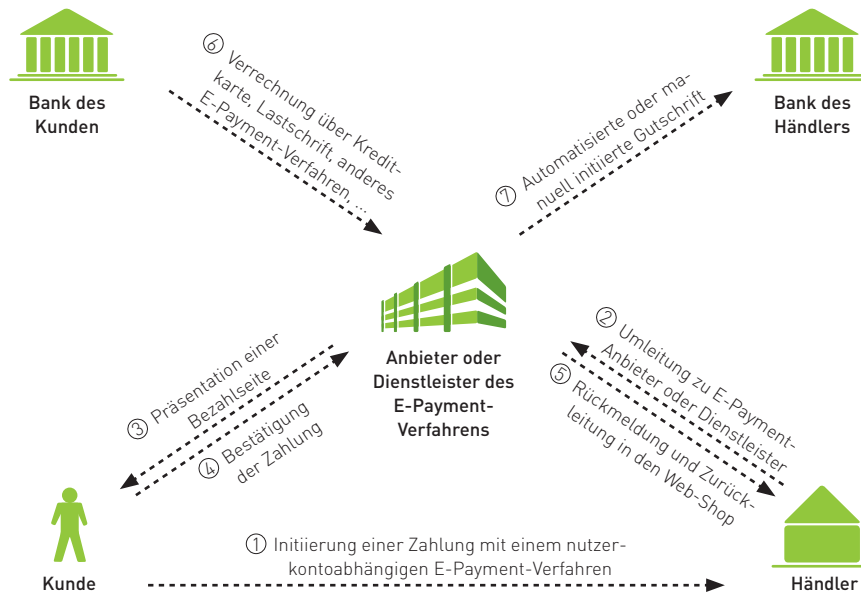 Bank des
Kunden
⑥ Verrechnung über Kredit-
karte, Lastschrift, anderes
E-Payment-Verfahren, ...
⑦ Automatisierte oder ma-
nuell initiierte Gutschrift
Bank des
Händlers
Anbieter oder
Dienstleister des
E-Payment-
Verfahrens
③ Präsentation einer
Bezahlseite
④ Bestätigung
der Zahlung
② Umleitung zu E-Payment-
Anbieter oder Dienstleister
⑤ Rückmeldung und Zurück-
leitung in den Web-Shop
Kunde
① Initiierung einer Zahlung mit einem nutzer-
kontoabhängigen E-Payment-Verfahren
Händler